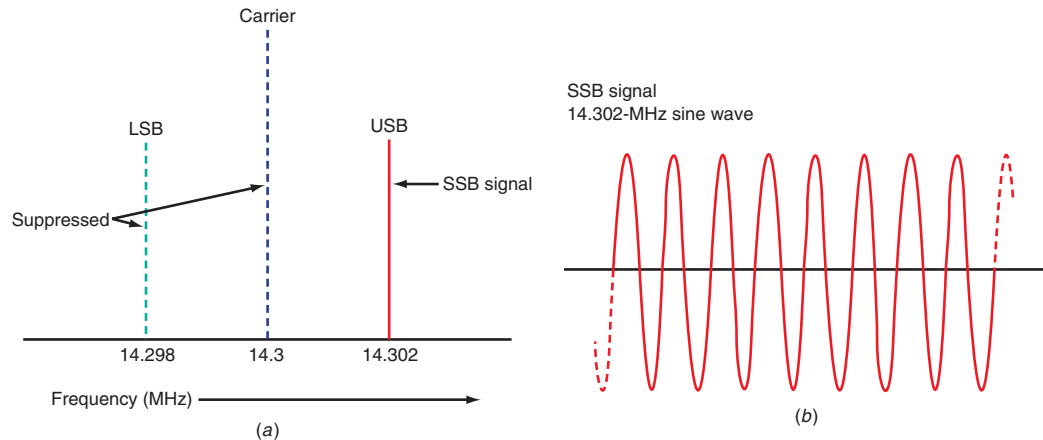 Carrier
LSB
USB
SSB signal
Suppressed
14.298
14.3
14.302
Frequency (MHz)
(a)
SSB signal
14.302-MHz sine wave
(b)